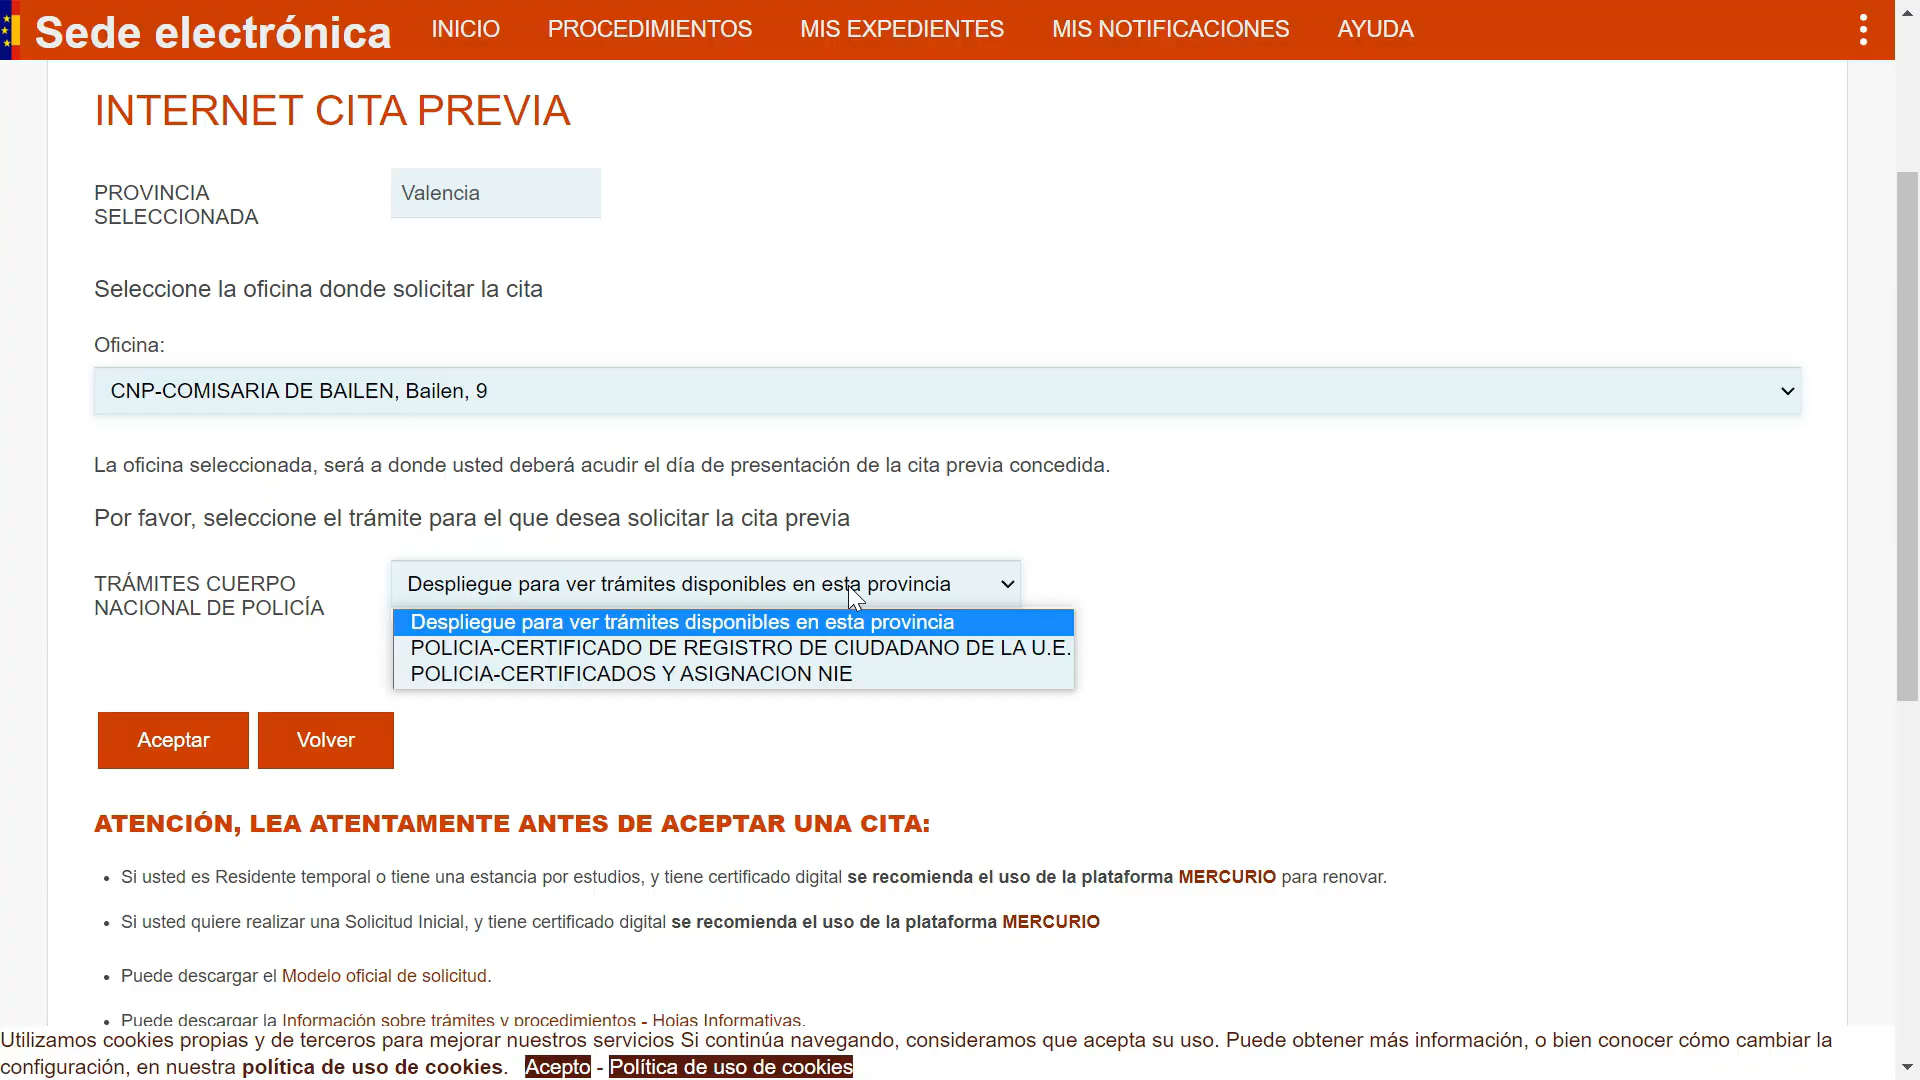 Sede electrónica INICIO PROCEDIMIENTOS MIS EXPEDIENTES MIS NOTIFICACIONES AYUDA
INTERNET CITA PREVIA
PROVINCIA
SELECCIONADA
Valencia
Seleccione la oficina donde solicitar la cita
Oficina:
CNP-COMISARIA DE BAILEN, Bailen, 9
La oficina seleccionada, será a donde usted deberá acudir el día de presentación de la cita previa concedida.
Por favor, seleccione el trámite para el que desea solicitar la cita previa
TRÁMITES CUERPO
NACIONAL DE POLICÍA
Despliegue para ver trámites disponibles en esta provincia
Despliegue para ver trámites disponibles en esta provincia
POLICIA-CERTIFICADO DE REGISTRO DE CIUDADANO DE LA U.E.
POLICIA-CERTIFICADOS Y ASIGNACION NIE
Aceptar Volver
ATENCIÓN, LEA ATENTAMENTE ANTES DE ACEPTAR UNA CITA:
• Si usted es Residente temporal o tiene una estancia por estudios, y tiene certificado digital se recomienda el uso de la plataforma MERCURIO para renovar.
• Si usted quiere realizar una Solicitud Inicial, y tiene certificado digital se recomienda el uso de la plataforma MERCURIO
• Puede descargar el Modelo oficial de solicitud.
• Puede descargar la Información sobre trámites y procedimientos - Hojas Informativas.
Utilizamos cookies propias y de terceros para mejorar nuestros servicios Si continúa navegando, consideramos que acepta su uso. Puede obtener más información, o bien conocer cómo cambiar la
configuración, en nuestra política de uso de cookies. Acepto - Política de uso de cookies